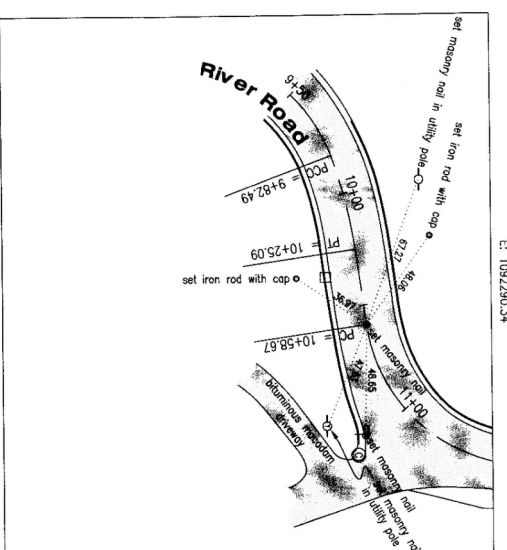 River Road
9+50
set masonry nail in utility pole
set iron rod with cap
PCC = 9+82.49
10+00
67.27
48.06
PT = 10+25.09
set iron rod with cap
36.97
PC = 10+58.67
set masonry nail
48.65
11+00
bituminous macadam
driveway
set masonry nail
masonry nail
in utility pole
E: 1092290.34